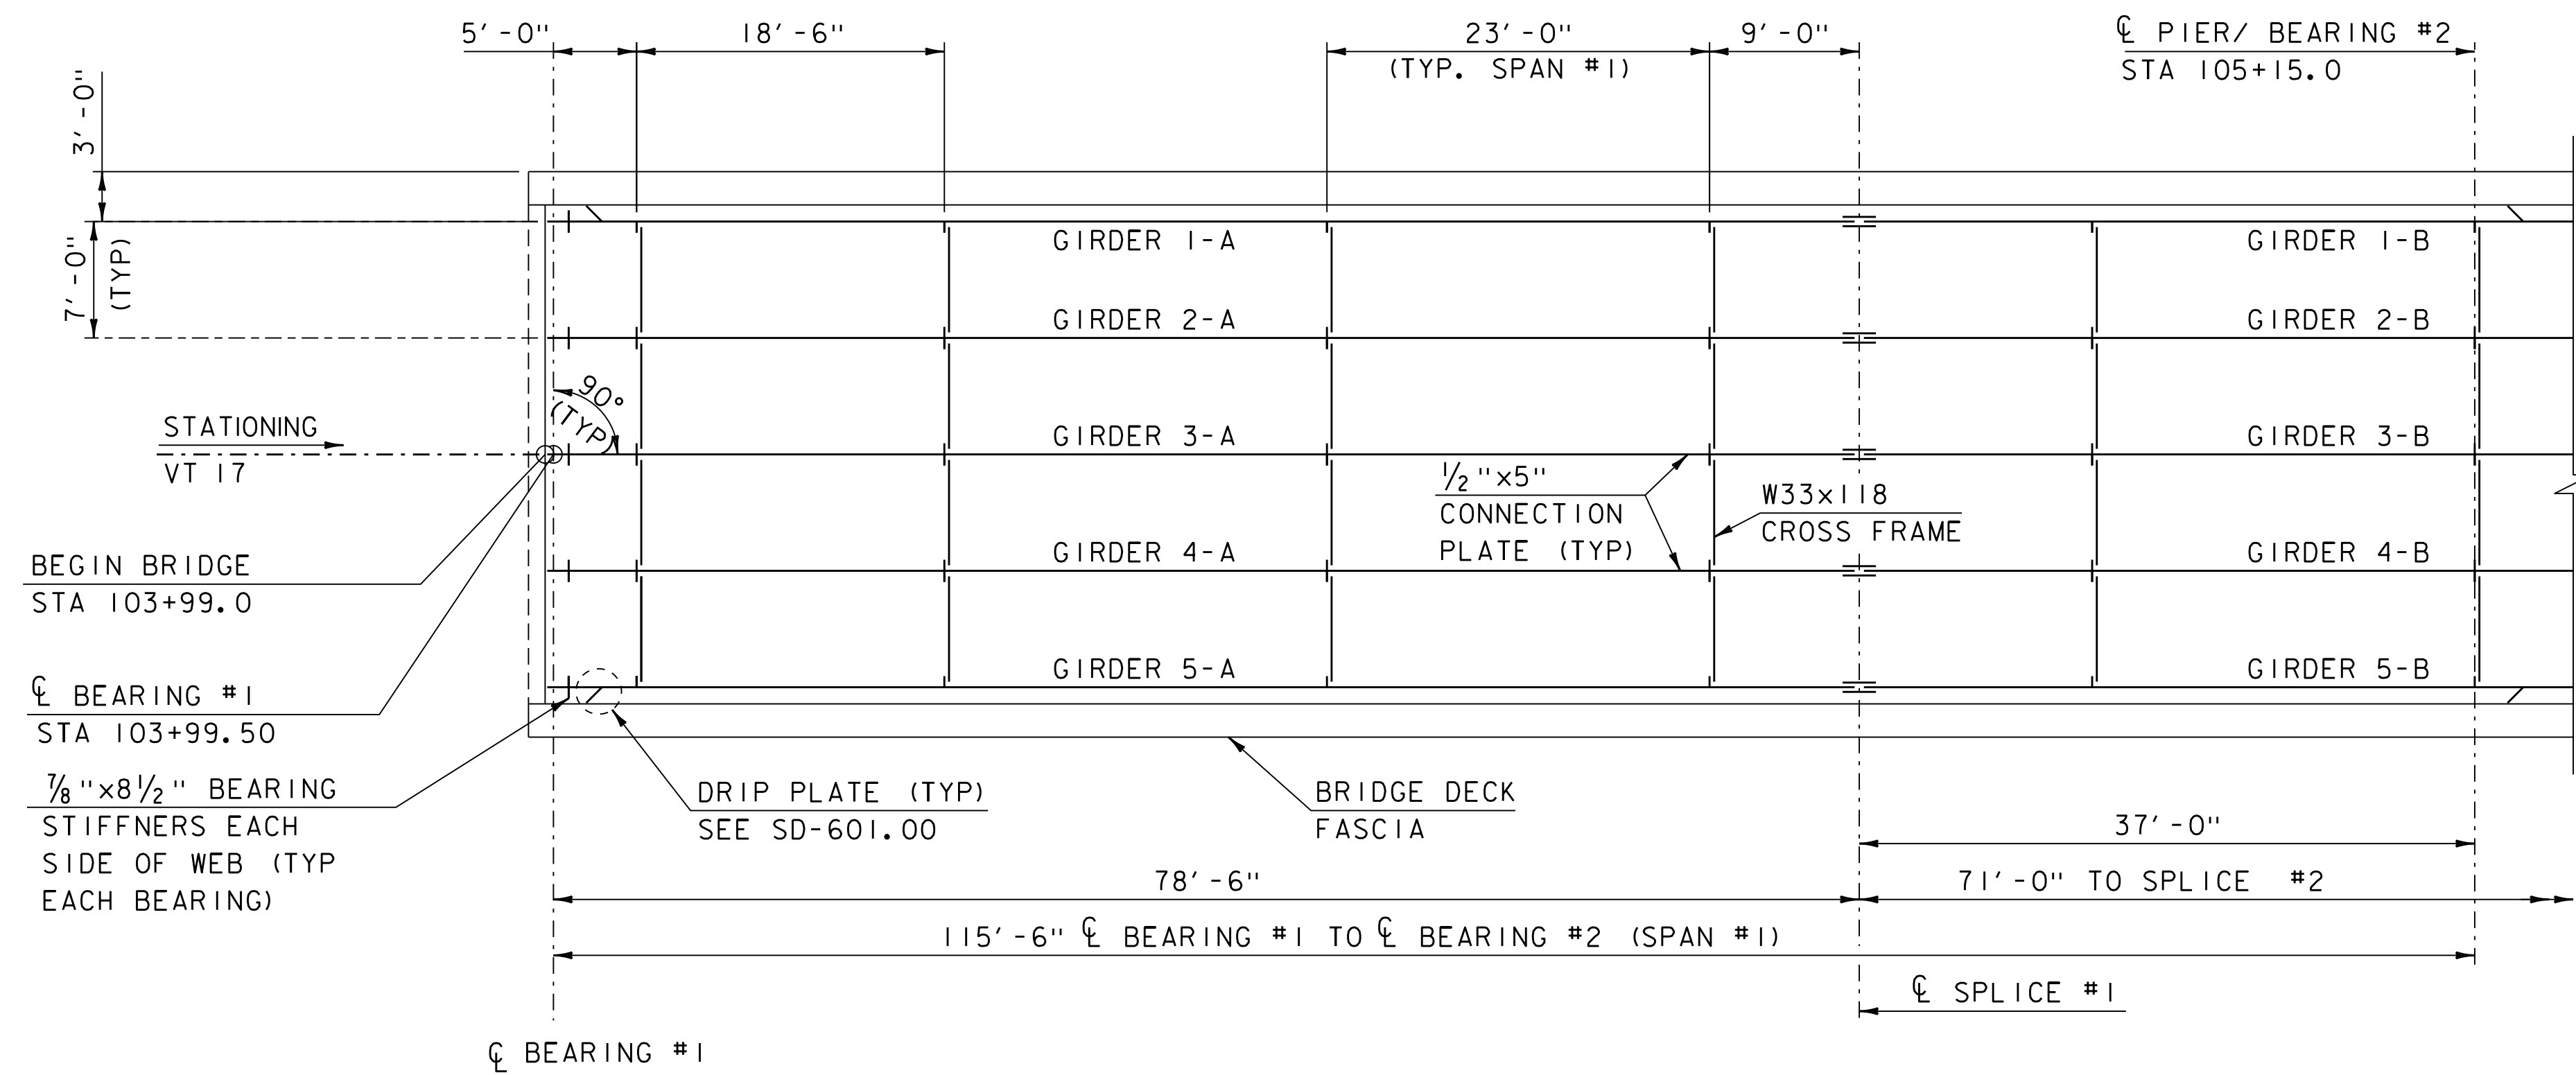 5'-0"
18'-6"
23'-0"
(TYP. SPAN #1)
9'-0"
℄ PIER/ BEARING #2
STA 105+15.0
3'-0"
7'-0"
(TYP)
GIRDER 1-A
GIRDER 1-B
GIRDER 2-A
GIRDER 2-B
90°
(TYP)
STATIONING
VT 17
GIRDER 3-A
GIRDER 3-B
½"x5"
CONNECTION
PLATE (TYP)
W33x118
CROSS FRAME
BEGIN BRIDGE
STA 103+99.0
GIRDER 4-A
GIRDER 4-B
℄ BEARING #1
STA 103+99.50
GIRDER 5-A
GIRDER 5-B
⅞"x8½" BEARING
STIFFNERS EACH
SIDE OF WEB (TYP
EACH BEARING)
DRIP PLATE (TYP)
SEE SD-601.00
BRIDGE DECK
FASCIA
37'-0"
78'-6"
71'-0" TO SPLICE #2
115'-6" ℄ BEARING #1 TO ℄ BEARING #2 (SPAN #1)
℄ SPLICE #1
℄ BEARING #1